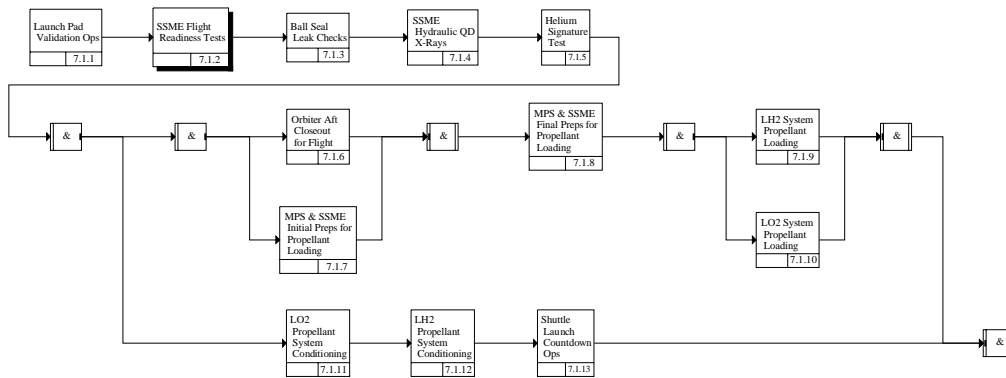 Launch Pad
Validation Ops
7.1.1
SSME Flight
Readiness Tests
7.1.2
Ball Seal
Leak Checks
7.1.3
SSME
Hydraulic QD
X-Rays
7.1.4
Helium
Signature
Test
7.1.5
&
&
Orbiter Aft
Closeout
for Flight
7.1.6
&
MPS & SSME
Final Preps for
Propellant
Loading
7.1.8
&
LH2 System
Propellant
Loading
7.1.9
&
MPS & SSME
Initial Preps for
Propellant
Loading
7.1.7
LO2 System
Propellant
Loading
7.1.10
LO2
Propellant
System
Conditioning
7.1.11
LH2
Propellant
System
Conditioning
7.1.12
Shuttle
Launch
Countdown
Ops
7.1.13
&